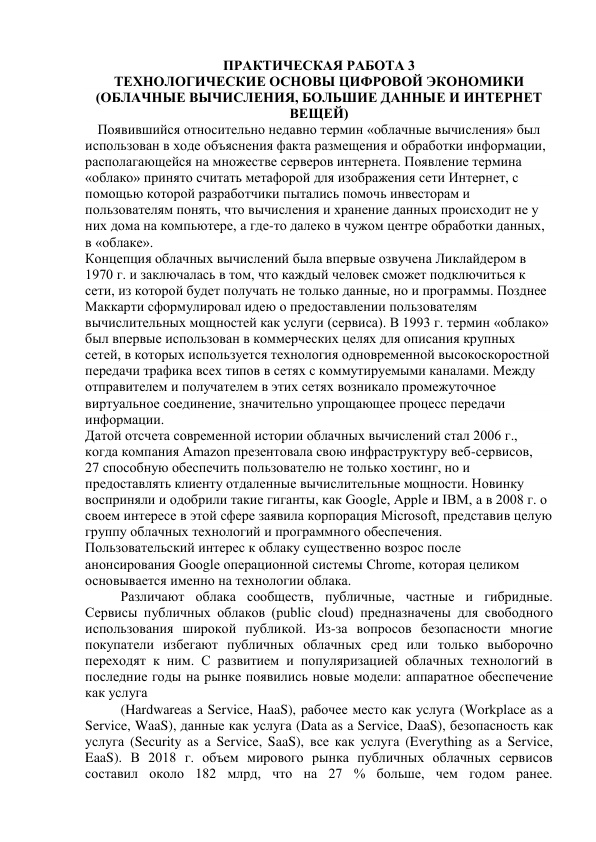 ПРАКТИЧЕСКАЯ РАБОТА 3
ТЕХНОЛОГИЧЕСКИЕ ОСНОВЫ ЦИФРОВОЙ ЭКОНОМИКИ
(ОБЛАЧНЫЕ ВЫЧИСЛЕНИЯ, БОЛЬШИЕ ДАННЫЕ И ИНТЕРНЕТ
ВЕЩЕЙ)
Появившийся относительно недавно термин «облачные вычисления» был
использован в ходе объяснения факта размещения и обработки информации,
располагающейся на множестве серверов интернета. Появление термина
«облако» принято считать метафорой для изображения сети Интернет, с
помощью которой разработчики пытались помочь инвесторам и
пользователям понять, что вычисления и хранение данных происходит не у
них дома на компьютере, а где-то далеко в чужом центре обработки данных,
в «облаке».
Концепция облачных вычислений была впервые озвучена Ликлайдером в
1970 г. и заключалась в том, что каждый человек сможет подключиться к
сети, из которой будет получать не только данные, но и программы. Позднее
Маккарти сформулировал идею о предоставлении пользователям
вычислительных мощностей как услуги (сервиса). В 1993 г. термин «облако»
был впервые использован в коммерческих целях для описания крупных
сетей, в которых используется технология одновременной высокоскоростной
передачи трафика всех типов в сетях с коммутируемыми каналами. Между
отправителем и получателем в этих сетях возникало промежуточное
виртуальное соединение, значительно упрощающее процесс передачи
информации.
Датой отсчета современной истории облачных вычислений стал 2006 г.,
когда компания Amazon презентовала свою инфраструктуру веб-сервисов,
27 способную обеспечить пользователю не только хостинг, но и
предоставлять клиенту отдаленные вычислительные мощности. Новинку
восприняли и одобрили такие гиганты, как Google, Apple и IBM, а в 2008 г. о
своем интересе в этой сфере заявила корпорация Microsoft, представив целую
группу облачных технологий и программного обеспечения.
Пользовательский интерес к облаку существенно возрос после
анонсирования Google операционной системы Chrome, которая целиком
основывается именно на технологии облака.
Различают облака сообществ, публичные, частные и гибридные.
Сервисы публичных облаков (public cloud) предназначены для свободного
использования широкой публикой. Из-за вопросов безопасности многие
покупатели избегают публичных облачных сред или только выборочно
переходят к ним. С развитием и популяризацией облачных технологий в
последние годы на рынке появились новые модели: аппаратное обеспечение
как услуга
(Hardwareas a Service, HaaS), рабочее место как услуга (Workplace as a
Service, WaaS), данные как услуга (Data as a Service, DaaS), безопасность как
услуга (Security as a Service, SaaS), все как услуга (Everything as a Service,
EaaS). В 2018 г. объем мирового рынка публичных облачных сервисов
составил около 182 млрд, что на 27 % больше, чем годом ранее.